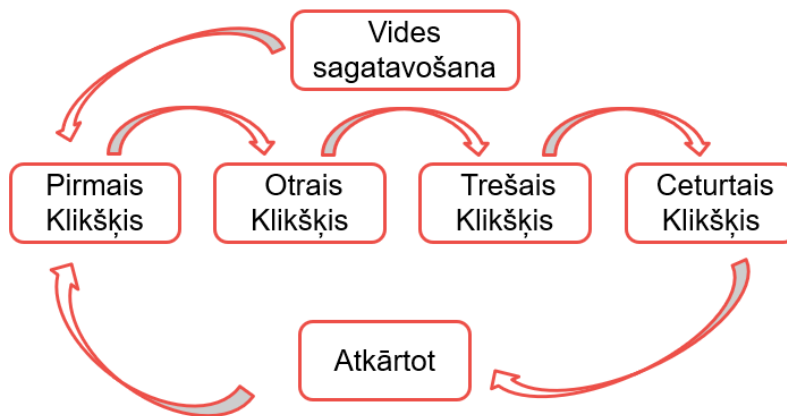 Vides
sagatavošana
Pirmais
Klikšķis
Otrais
Klikšķis
Trešais
Klikšķis
Ceturtais
Klikšķis
Atkārtot